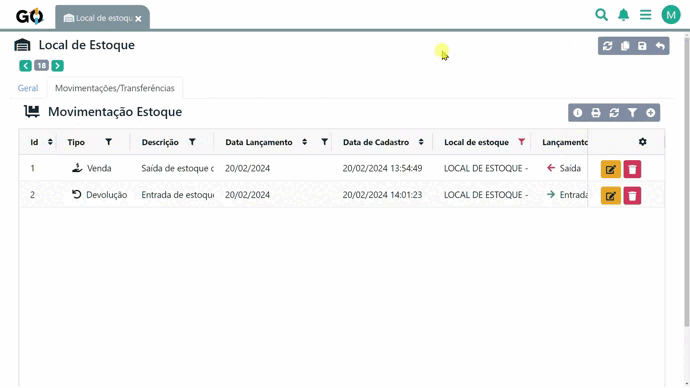 GO Local de estoqu M
Local de Estoque
18
Geral Movimentações/Transferências
Movimentação Estoque
Id Tipo Descrição Data Lançamento Data de Cadastro Local de estoque Lançamento
1 Venda Saída de estoque 20/02/2024 20/02/2024 13:54:49 LOCAL DE ESTOQUE - Saída
2 Devolução Entrada de estoque 20/02/2024 20/02/2024 14:01:23 LOCAL DE ESTOQUE - Entrada